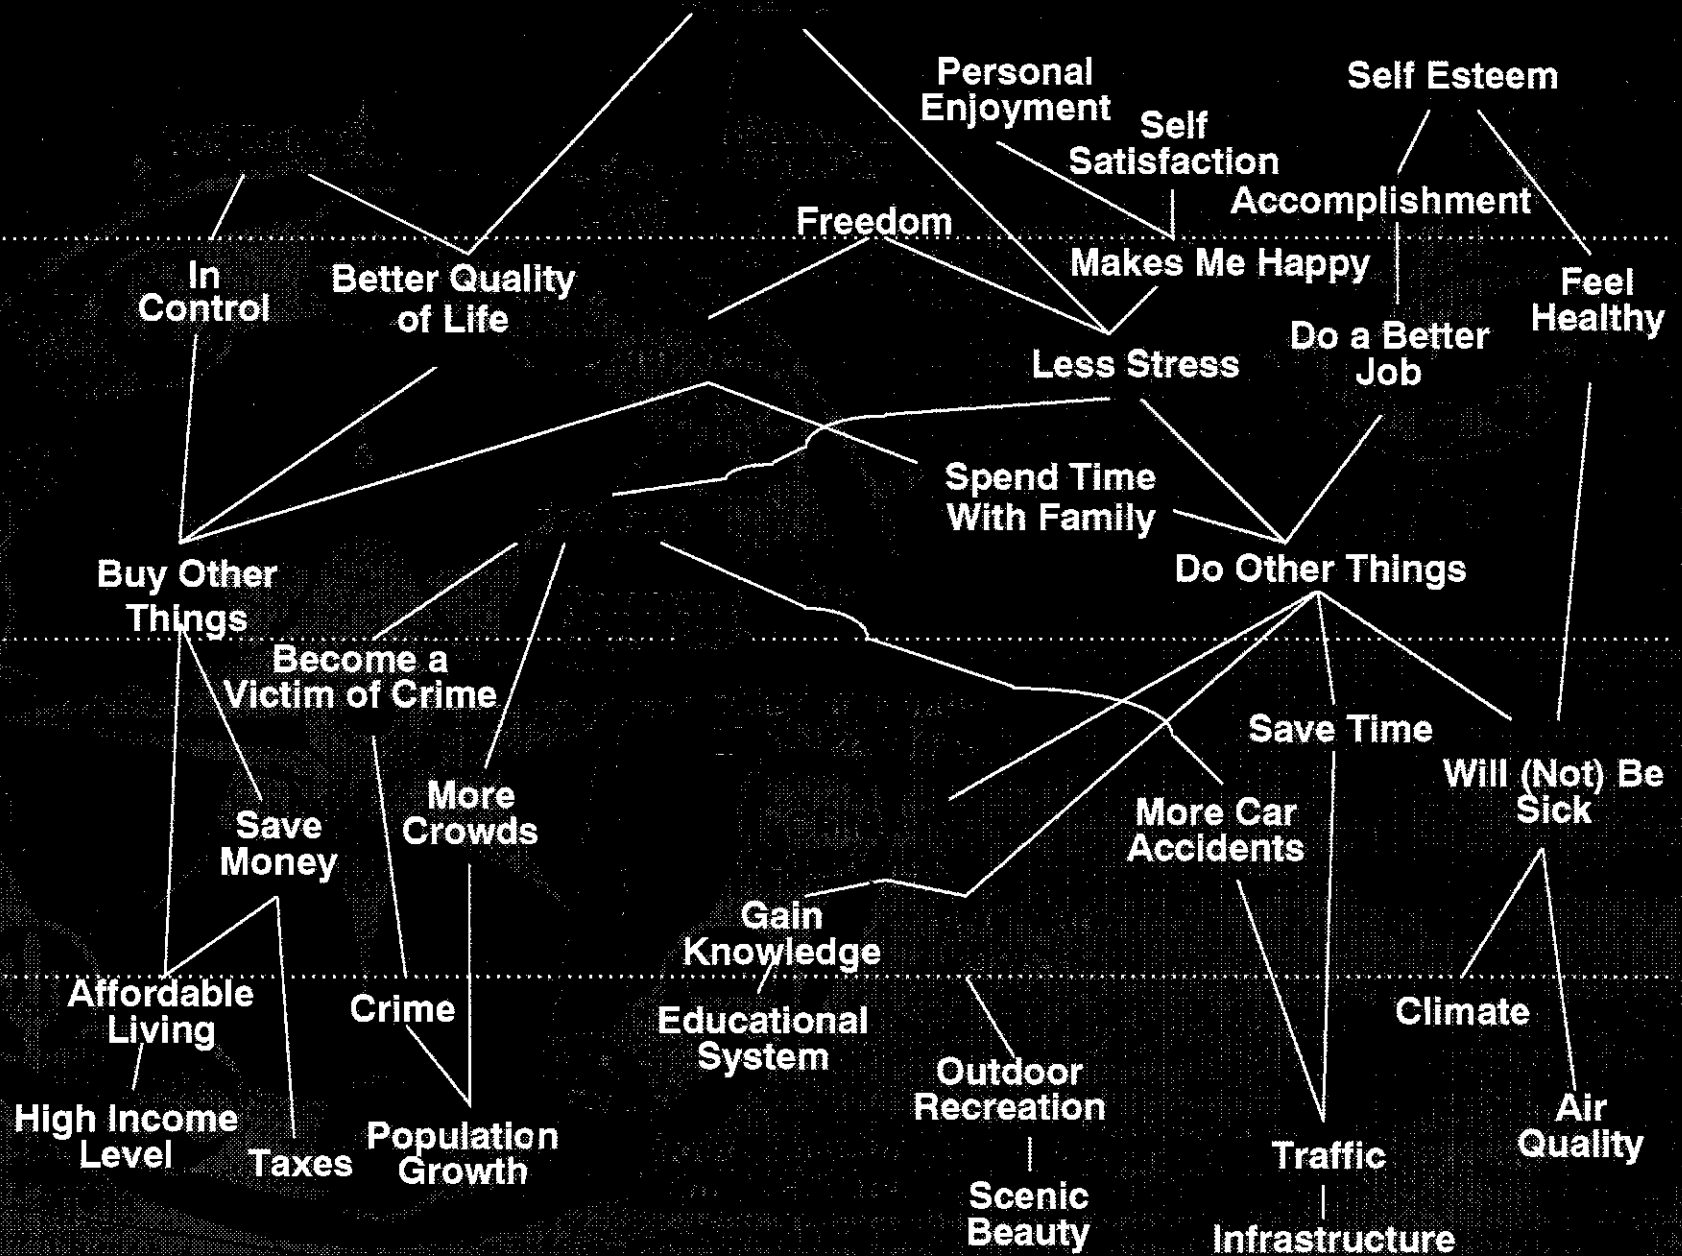 Personal
Enjoyment
Self Esteem
Self
Satisfaction
Accomplishment
Freedom
In
Control
Better Quality
of Life
Makes Me Happy
Feel
Healthy
Less Stress
Do a Better
Job
Spend Time
With Family
Buy Other
Things
Do Other Things
Become a
Victim of Crime
Save Time
Will (Not) Be
Sick
More
Crowds
More Car
Accidents
Save
Money
Gain
Knowledge
Affordable
Living
Crime
Educational
System
Climate
Outdoor
Recreation
High Income
Level
Taxes
Population
Growth
Traffic
Air
Quality
Scenic
Beauty
Infrastructure